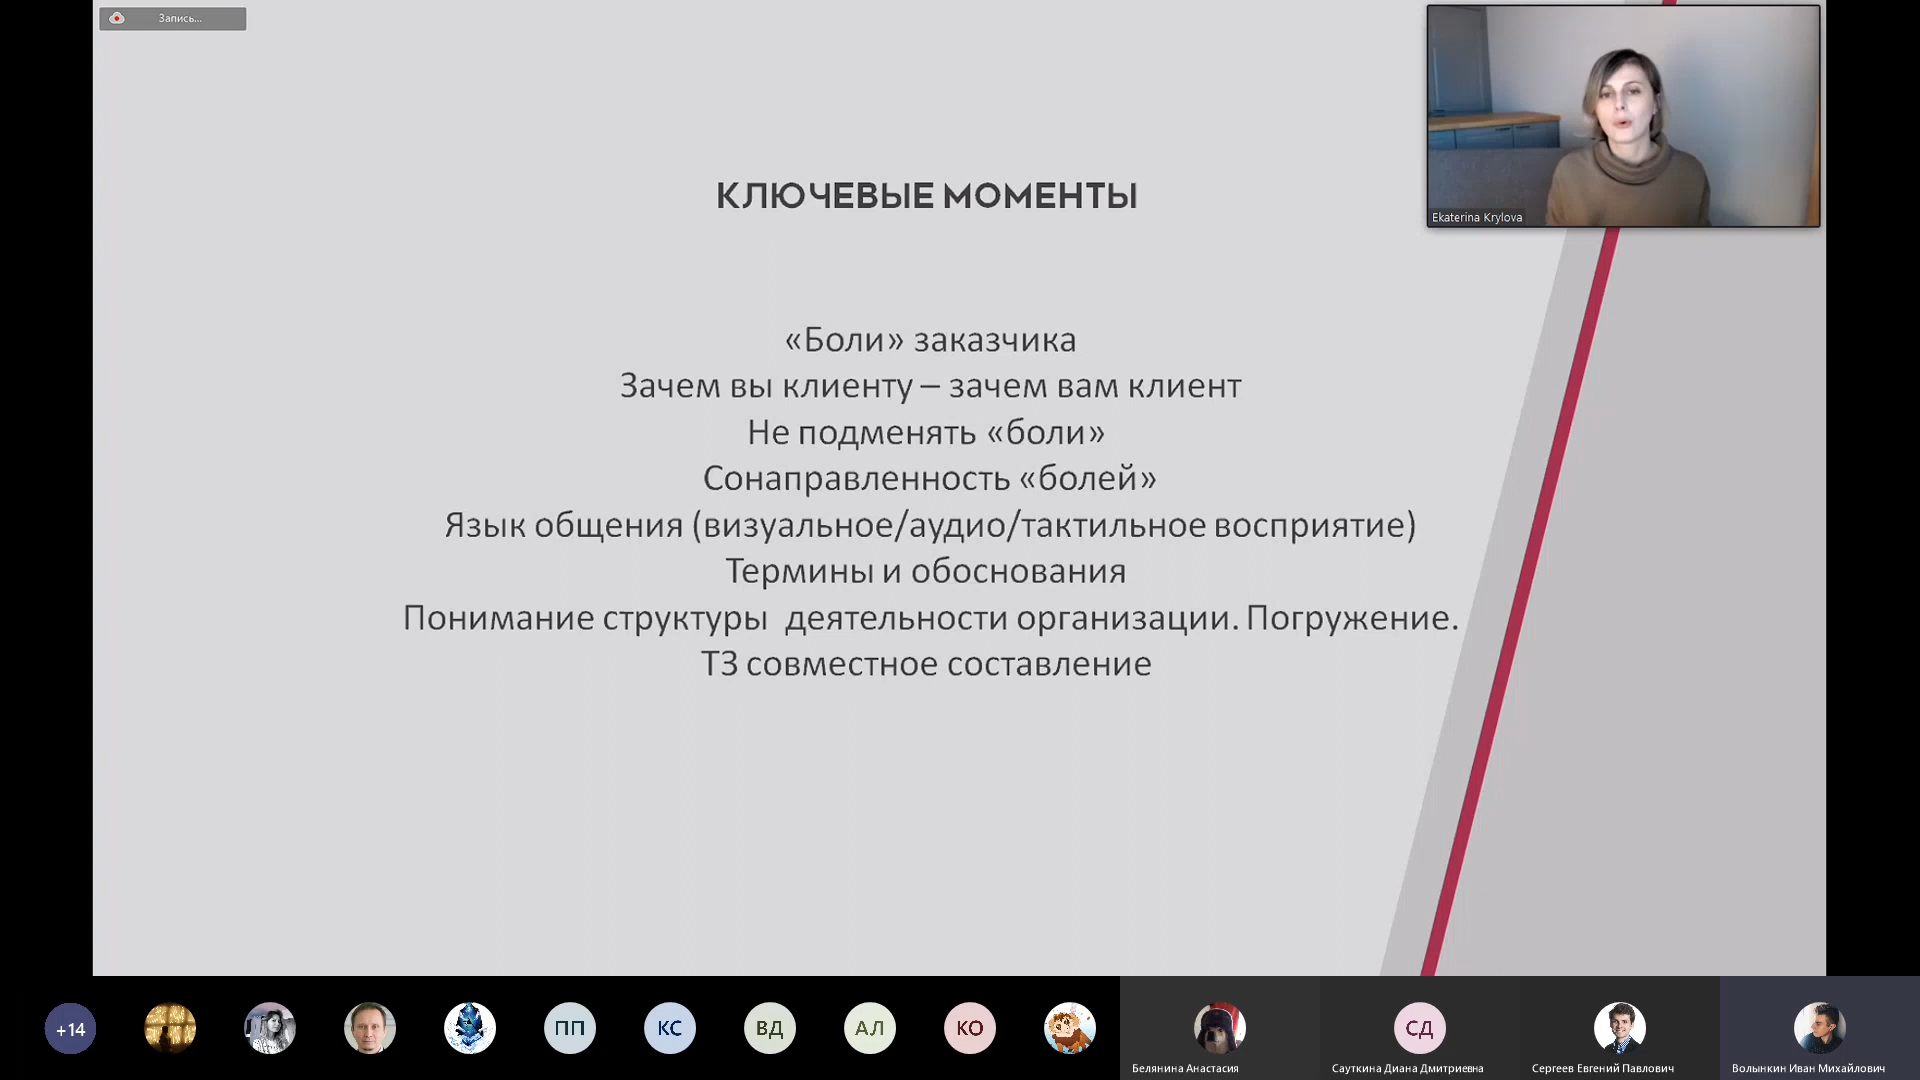 Запись...
Ekaterina Krylova
КЛЮЧЕВЫЕ МОМЕНТЫ
«Боли» заказчика
Зачем вы клиенту – зачем вам клиент
Не подменять «боли»
Сонаправленность «болей»
Язык общения (визуальное/аудио/тактильное восприятие)
Термины и обоснования
Понимание структуры деятельности организации. Погружение.
ТЗ совместное составление
+14
ПП
КС
ВД
АЛ
КО
СД
Белянина Анастасия
Сауткина Диана Дмитриевна
Сергеев Евгений Павлович
Волынкин Иван Михайлович